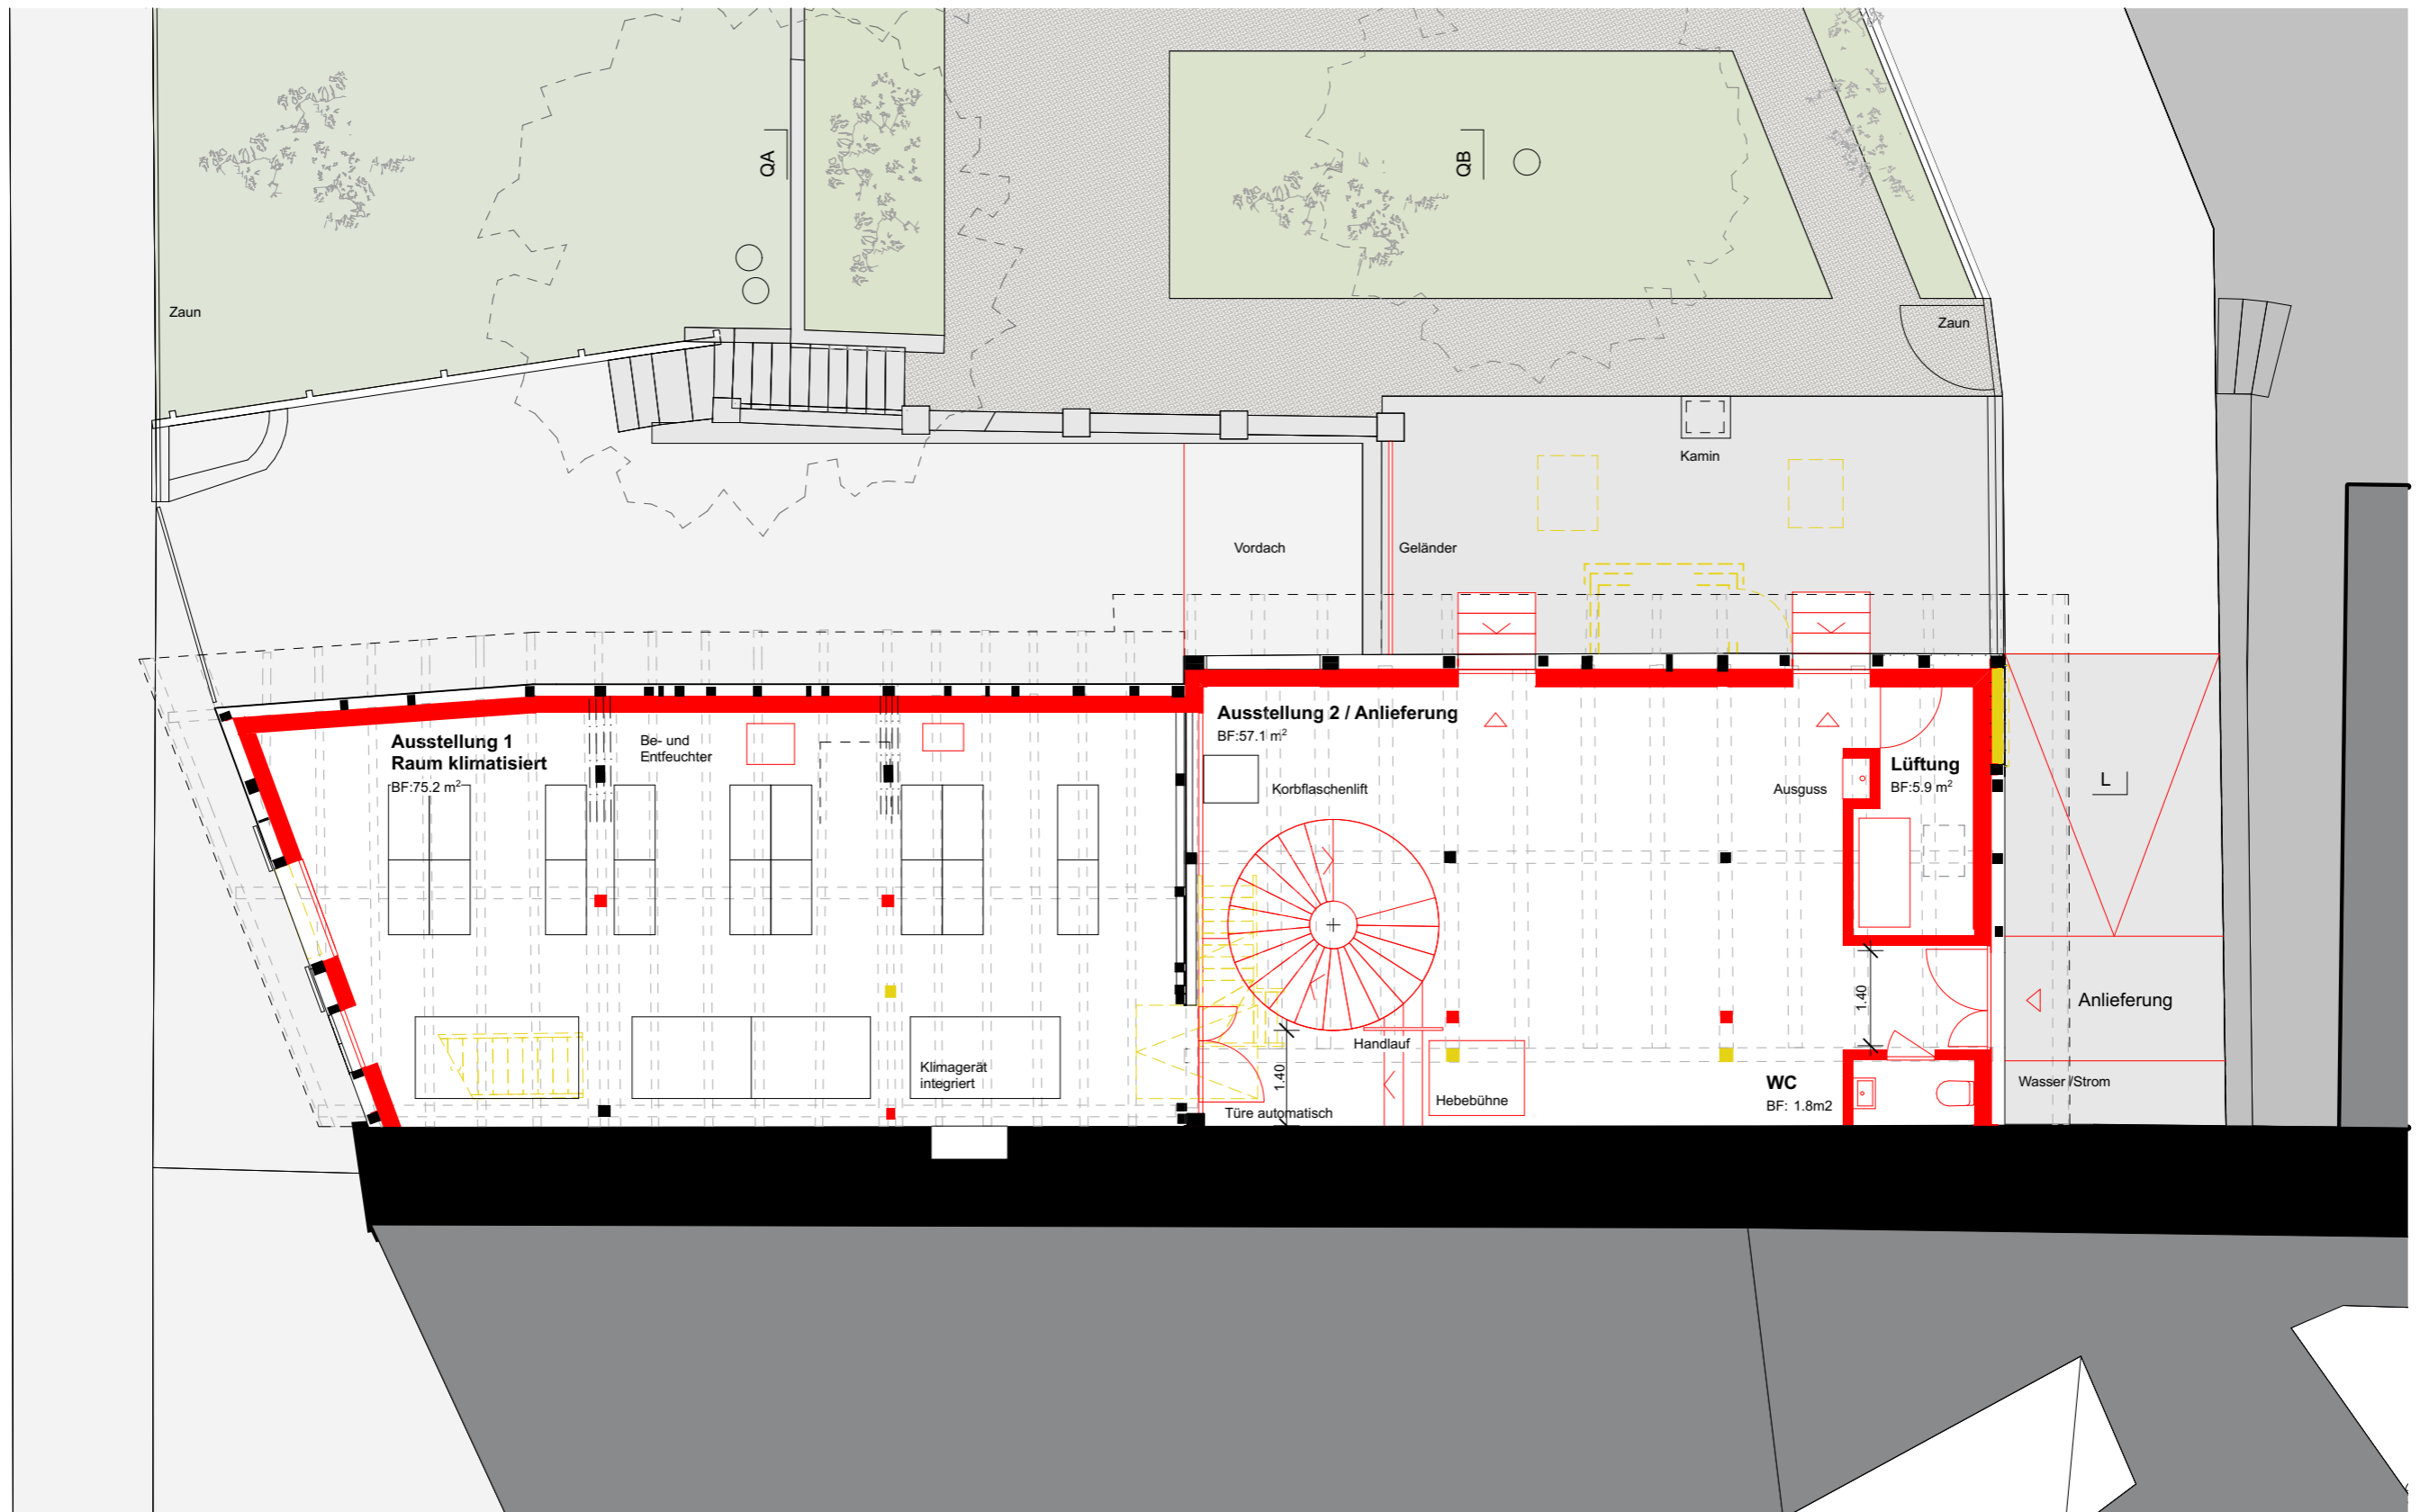 QA
QB
Zaun
Zaun
Kamin
Vordach
Geländer
Ausstellung 1
Raum klimatisiert
BF:75.2 m²
Be- und
Entfeuchter
Ausstellung 2 / Anlieferung
BF:57.1 m²
Korbflaschenlift
Ausguss
Lüftung
BF:5.9 m²
L
Anlieferung
1.40
Handlauf
Klimagerät
integriert
1.40
Hebebühne
Türe automatisch
WC
BF: 1.8m2
Wasser /Strom